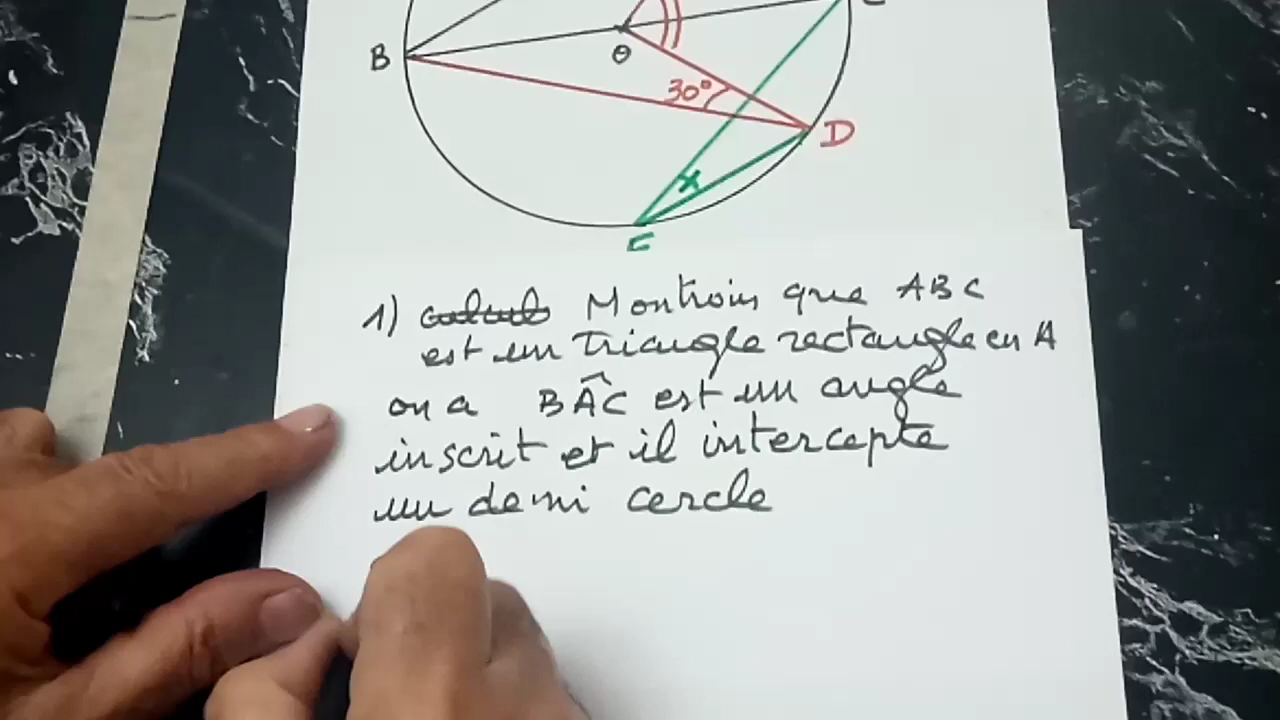 C
B
O
30°
D
x
E
1) calculs Montrons que ABC
est un triangle rectangle en A
on a BÂC est un angle
inscrit et il intercepte
un demi cercle